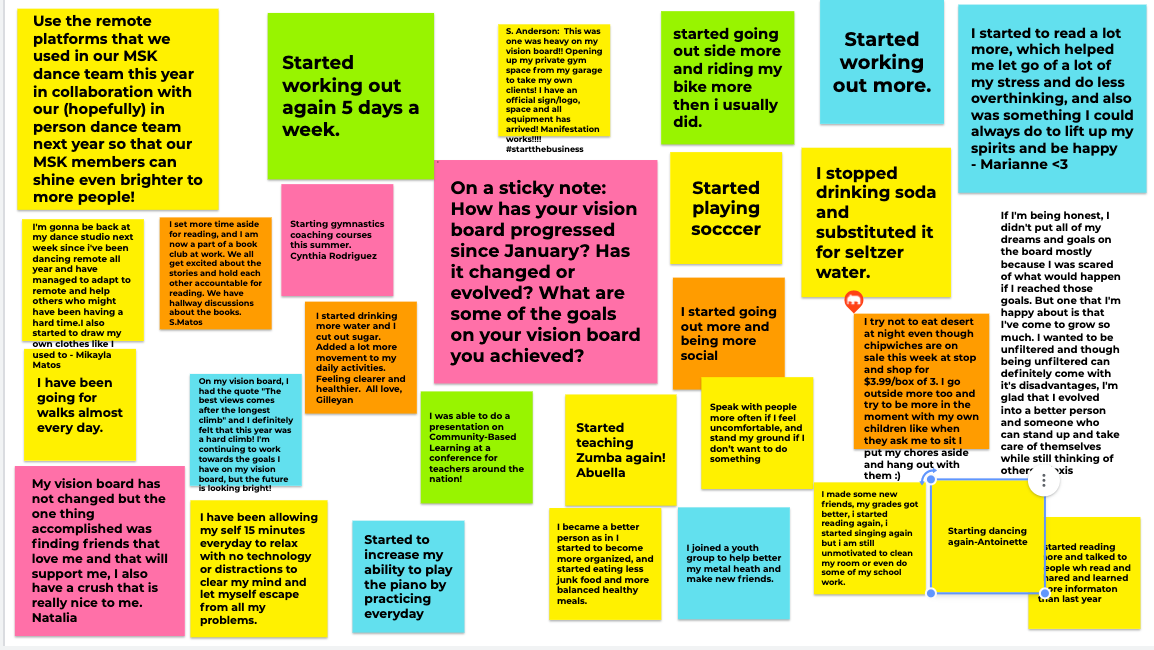 Use the remote
platforms that we
used in our MSK
dance team this year
in collaboration with
our (hopefully) in
person dance team
next year so that our
MSK members can
shine even brighter to
more people!
Started
working out
again 5 days a
week.
S. Anderson: This was
one was heavy on my
vision board!! Opening
up my private gym
space from my garage
to take my own
clients! I have an
official sign/logo,
space and all
equipment has
arrived! Manifestation
works!!!!
#startthebusiness
started going
out side more
and riding my
bike more
then i usually
did.
Started
working
out more.
I started to read a lot
more, which helped
me let go of a lot of
my stress and do less
overthinking, and also
was something I could
always do to lift up my
spirits and be happy
- Marianne <3
I'm gonna be back at
my dance studio next
week since i've been
dancing remote all
year and have
managed to adapt to
remote and help
others who might
have been having a
hard time.I also
started to draw my
own clothes like I
used to - Mikayla
Matos
I set more time aside
for reading, and I am
now a part of a book
club at work. We all
get excited about the
stories and hold each
other accountable for
reading. We have
hallway discussions
about the books.
S.Matos
Starting gymnastics
coaching courses
this summer.
Cynthia Rodriguez
On a sticky note:
How has your vision
board progressed
since January? Has
it changed or
evolved? What are
some of the goals
on your vision board
you achieved?
Started
playing
socccer
I stopped
drinking soda
and
substituted it
for seltzer
water.
If I'm being honest, I
didn't put all of my
dreams and goals on
the board mostly
because I was scared
of what would happen
if I reached those
goals. But one that I'm
happy about is that
I've come to grow so
much. I wanted to be
unfiltered and though
being unfiltered can
definitely come with
it's disadvantages, I'm
glad that I evolved
into a better person
and someone who
can stand up and take
care of themselves
while still thinking of
I started drinking
more water and I
cut out sugar.
Added a lot more
movement to my
daily activities.
Feeling clearer and
healthier. All love,
Gilleyan
I started going
out more and
being more
social
I try not to eat desert
at night even though
chipwiches are on
sale this week at stop
and shop for
$3.99/box of 3. I go
outside more too and
try to be more in the
moment with my own
children like when
they ask me to sit I
put my chores aside
and hang out with
them :)
I have been
going for
walks almost
every day.
On my vision board, I
had the quote "The
best views comes
after the longest
climb" and I definitely
felt that this year was
a hard climb! I'm
continuing to work
towards the goals I
have on my vision
board, but the future
is looking bright!
I was able to do a
presentation on
Community-Based
Learning at a
conference for
teachers around the
nation!
Started
teaching
Zumba again!
Abuella
Speak with people
more often if I feel
uncomfortable, and
stand my ground if I
don't want to do
something
My vision board has
not changed but the
one thing
accomplished was
finding friends that
love me and that will
support me, I also
have a crush that is
really nice to me.
Natalia
I have been allowing
my self 15 minutes
everyday to relax
with no technology
or distractions to
clear my mind and
let myself escape
from all my
problems.
Started to
increase my
ability to play
the piano by
practicing
everyday
I became a better
person as in I
started to become
more organized, and
started eating less
junk food and more
balanced healthy
meals.
I joined a youth
group to help better
my metal heath and
make new friends.
I made some new
friends, my grades got
better, i started
reading again, i
started singing again
but i am still
unmotivated to clean
my room or even do
some of my school
work.
Starting dancing
again-Antoinette
started reading
and talked to
wh read and
and learned
informaton
than last year